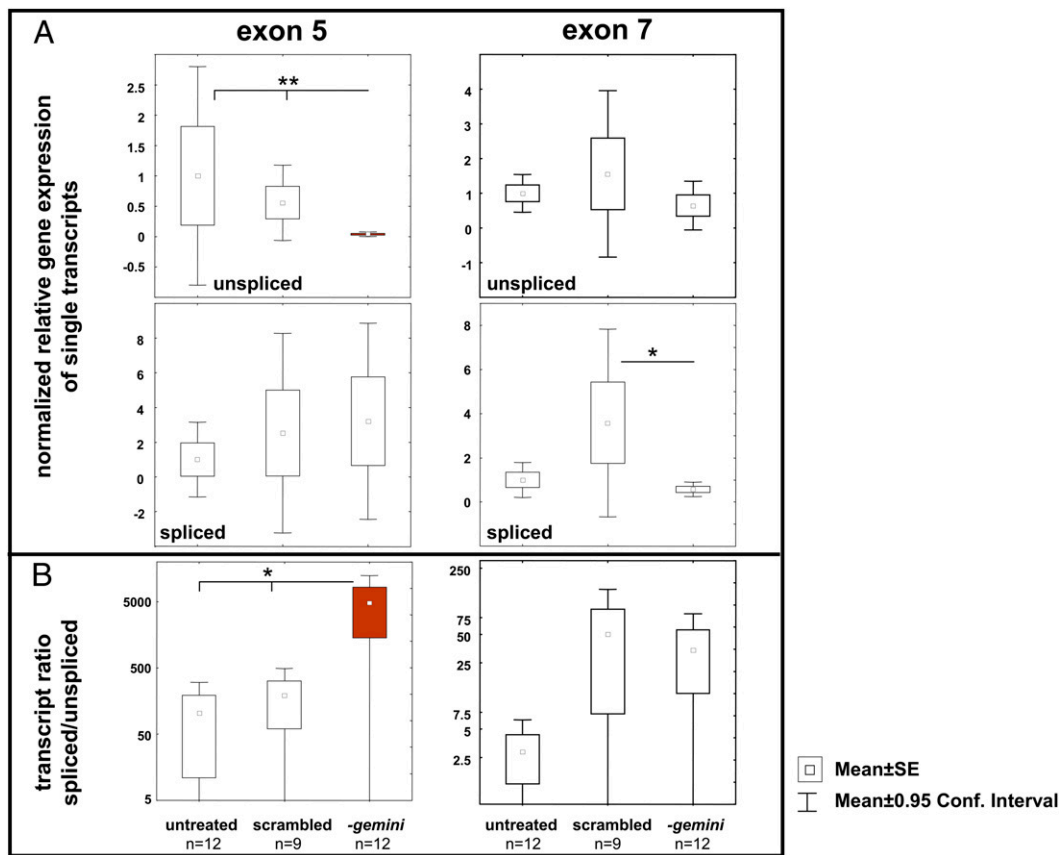 A
exon 5
exon 7
normalized relative gene expression
of single transcripts
2.5
2
1.5
1
0.5
0
-0.5
**
unspliced
4
3
2
1
0
-1
unspliced
8
6
4
2
0
-2
spliced
8
6
4
2
0
*
spliced
B
transcript ratio
spliced/unspliced
5000
500
50
5
*
250
75
50
25
7.5
5
2.5
untreated scrambled -gemini
n=12 n=9 n=12
untreated scrambled -gemini
n=12 n=9 n=12
Mean±SE
Mean±0.95 Conf. Interval